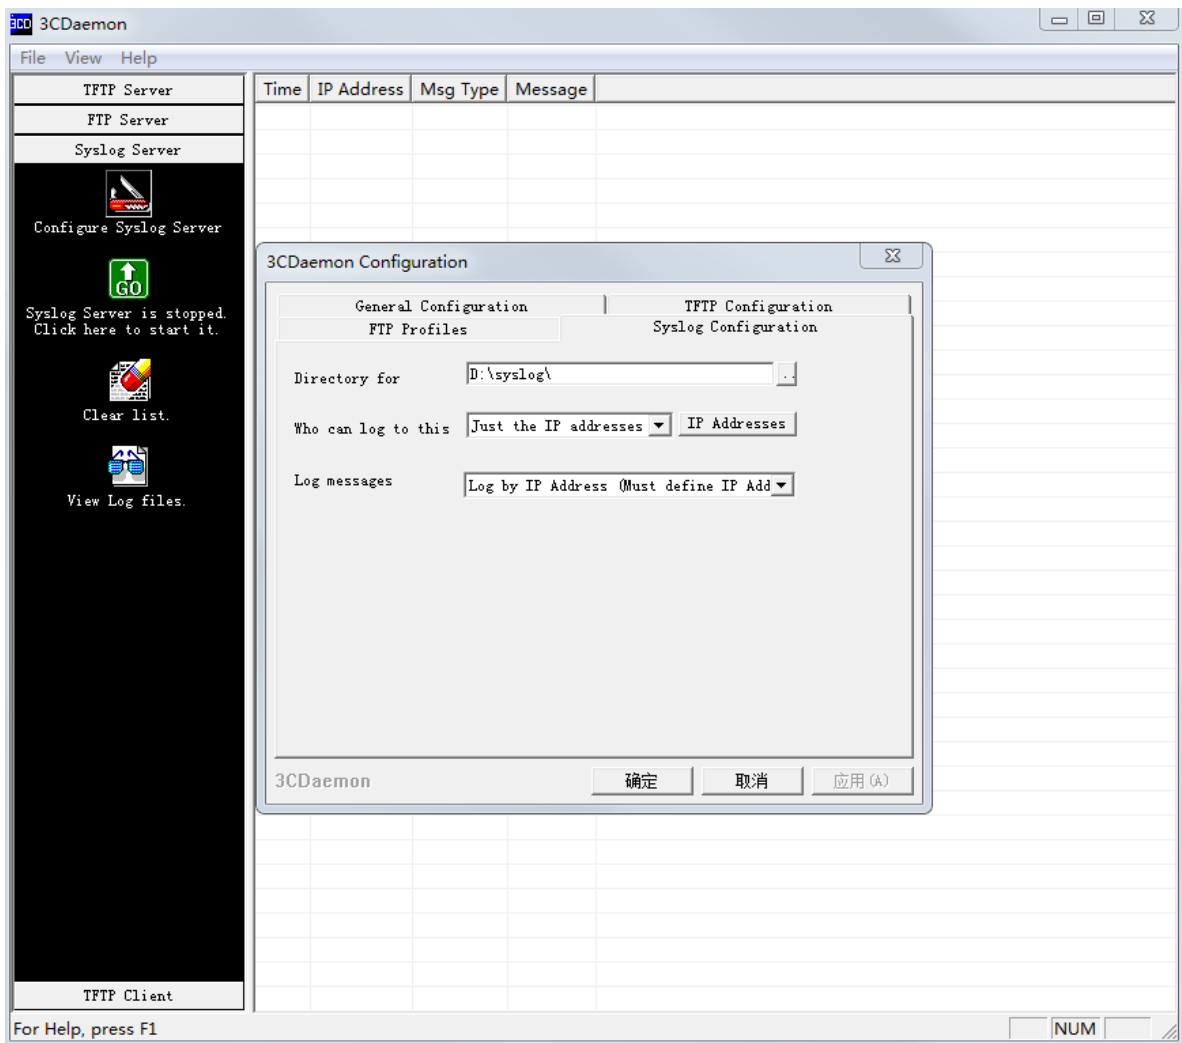 3CD 3CDaemon
File View Help
TFTP Server
FTP Server
Syslog Server
Configure Syslog Server
GO
Syslog Server is stopped.
Click here to start it.
Clear list.
View Log files.
TFTP Client
Time IP Address Msg Type Message
3CDaemon Configuration
General Configuration TFTP Configuration
FTP Profiles Syslog Configuration
Directory for D:\syslog\ ..
Who can log to this Just the IP addresses IP Addresses
Log messages Log by IP Address (Must define IP Add
3CDaemon 确定 取消 应用(A)
For Help, press F1 NUM